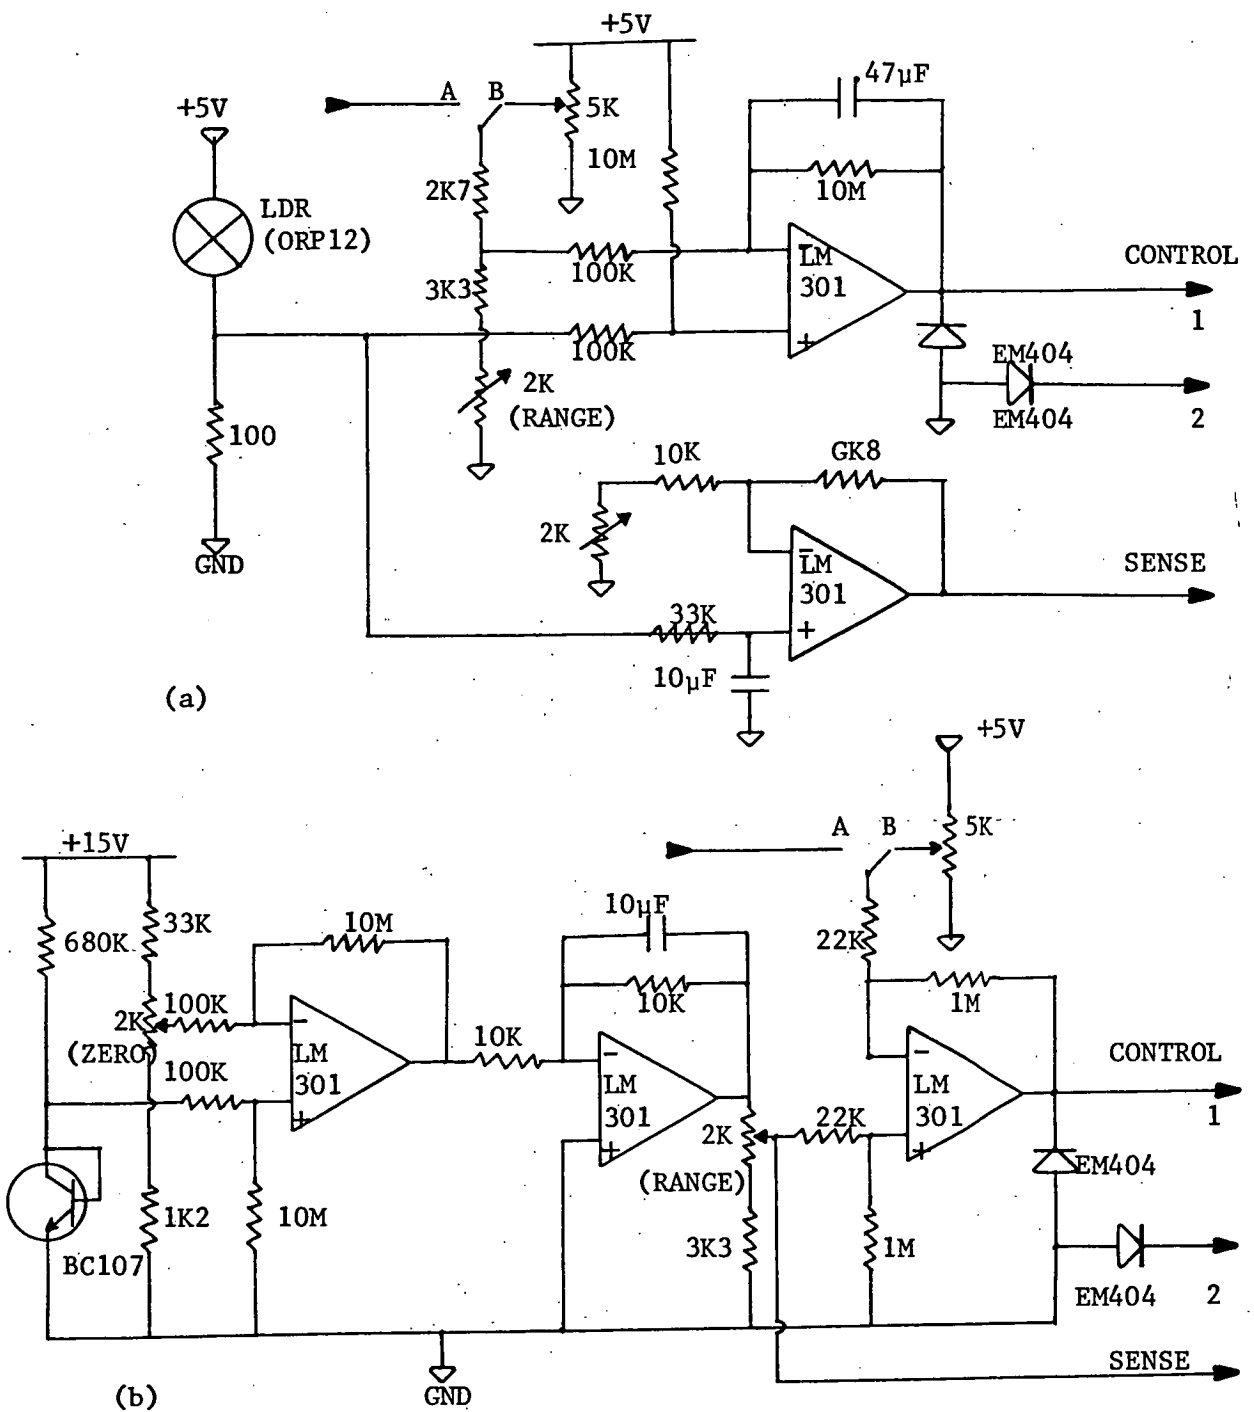 +5V
47µF
A B
+5V
5K
10M
10M
2K7
LDR
(ORP12)
100K
LM
301
-
+
CONTROL
1
3K3
100K
EM404
2K
(RANGE)
EM404
2
100
10K
GK8
2K
LM
301
-
+
SENSE
GND
33K
10µF
(a)
+5V
A B
5K
+15V
10µF
33K
10M
680K
22K
100K
10K
1M
2K
(ZERO)
-
LM
301
+
10K
-
LM
301
+
-
LM
301
+
CONTROL
1
100K
22K
2K
(RANGE)
EM404
1K2
10M
3K3
1M
BC107
EM404
2
SENSE
GND
(b)